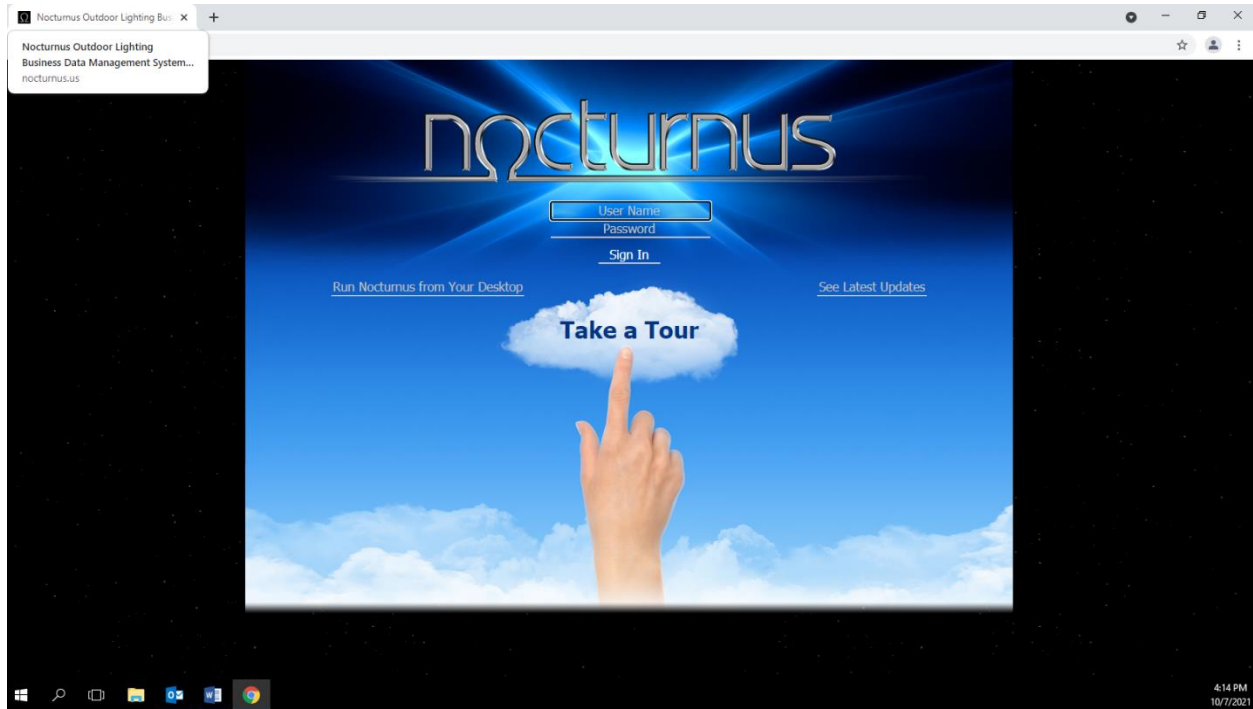 Nocturnus Outdoor Lighting Bus
Nocturnus Outdoor Lighting
Business Data Management System...
nocturnus.us
nocturnus
User Name
Password
Sign In
Run Nocturnus from Your Desktop
See Latest Updates
Take a Tour
4:14 PM
10/7/2021